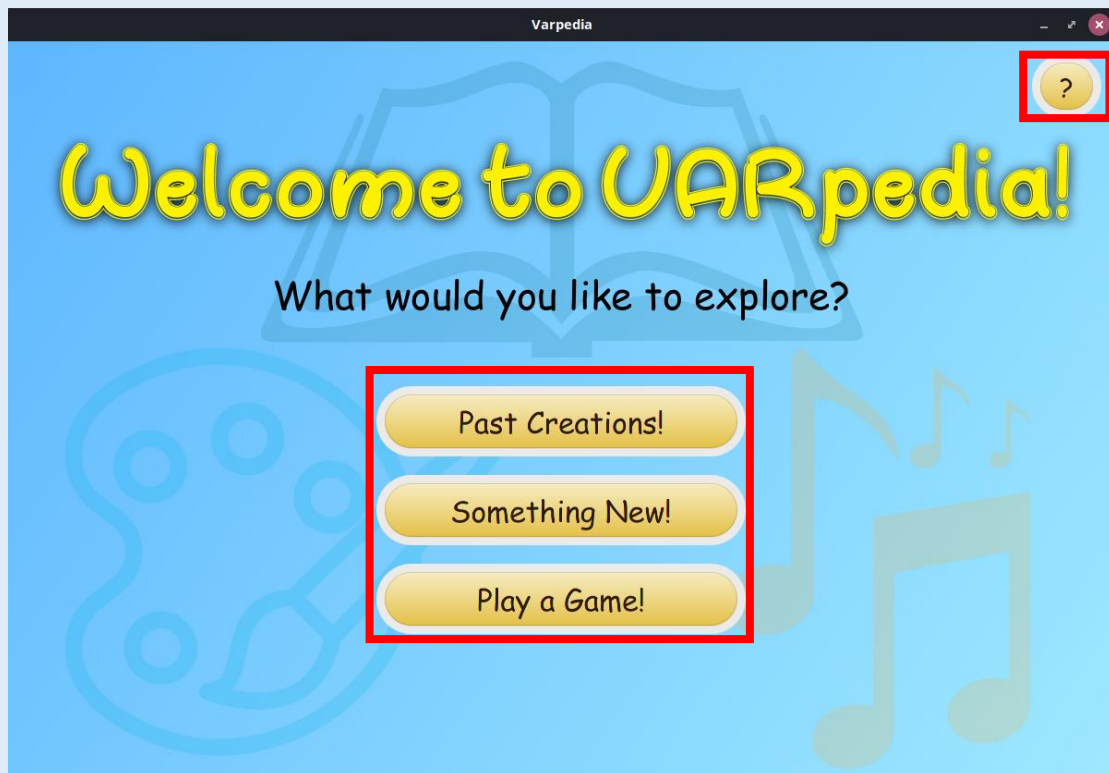 Varpedia
?
Welcome to VARpedia!
What would you like to explore?
Past Creations!
Something New!
Play a Game!